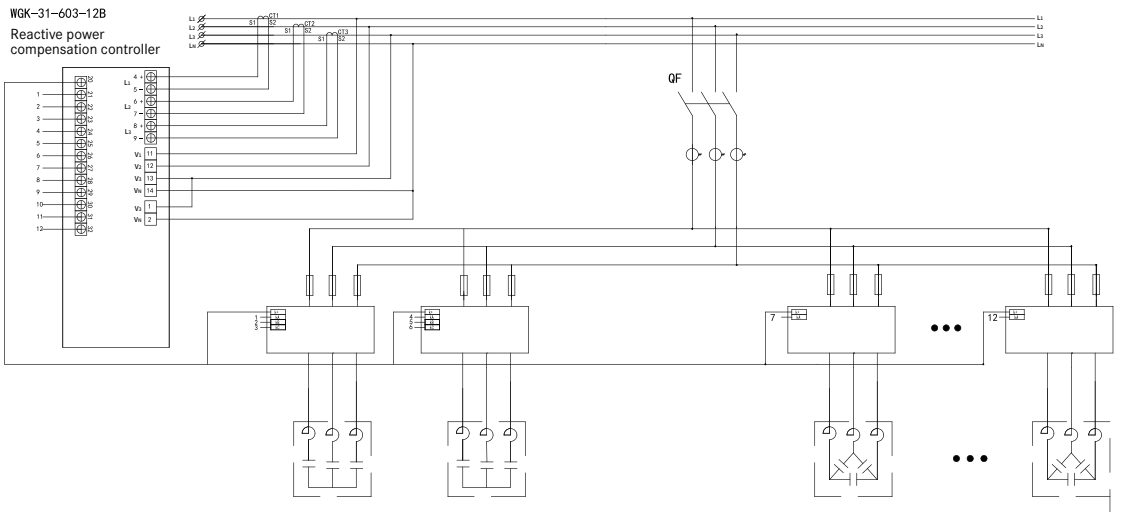 WGK-31-603-12B
Reactive power
compensation controller
L1 L1
L2 L2
L3 L3
LN LN
CT1
S1 S2
CT2
S1 S2
CT3
S1 S2
QF
20
1 21
2 22
3 23
4 24
5 25
6 26
7 27
8 28
9 29
10 30
11 31
12 32
4 +
L1
5 -
6 +
L2
7 -
8 +
L3
9 -
V1 11
V2 12
V3 13
VN 14
V3 1
VN 2
1
2
3
4
5
6
7
12